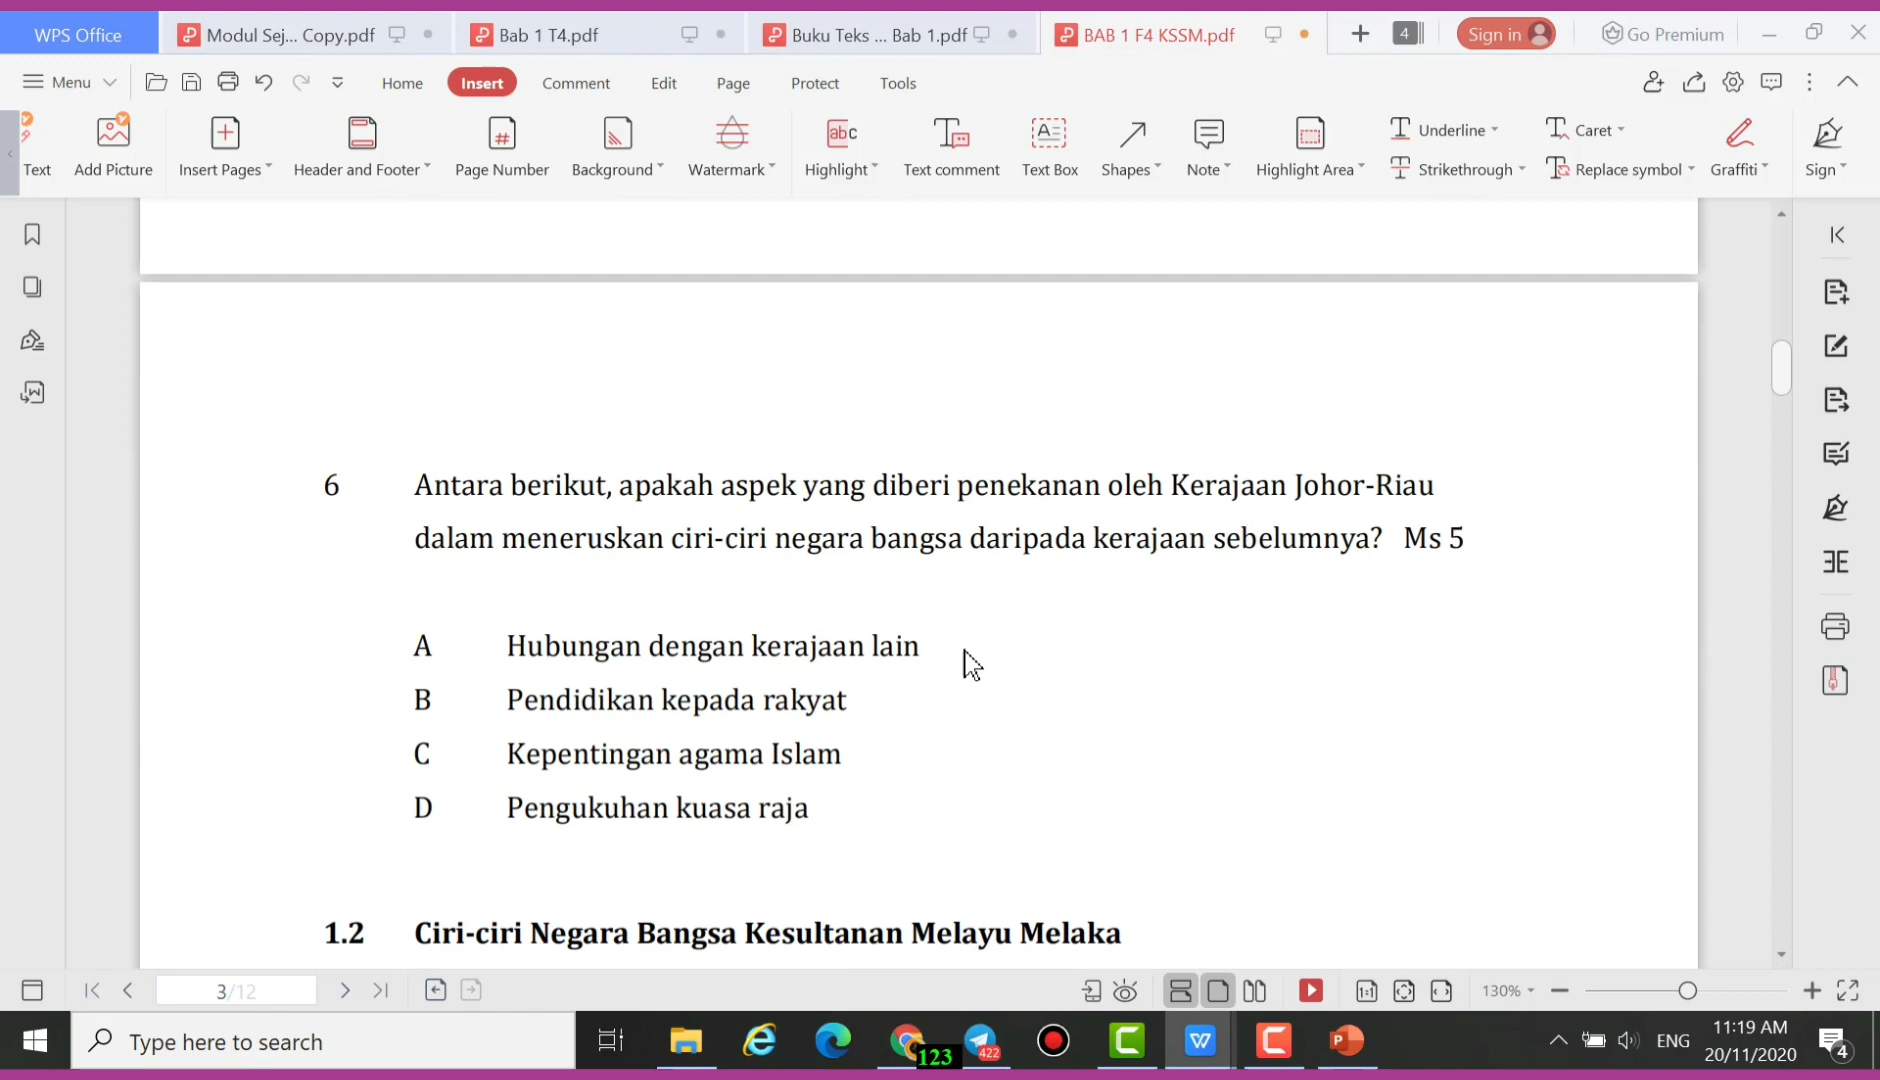 WPS Office
Modul Sej... Copy.pdf
Bab 1 T4.pdf
Buku Teks ... Bab 1.pdf
BAB 1 F4 KSSM.pdf
4
Sign in
Go Premium
Menu
Home
Insert
Comment
Edit
Page
Protect
Tools
Text
Add Picture
Insert Pages
Header and Footer
Page Number
Background
Watermark
Highlight
Text comment
Text Box
Shapes
Note
Highlight Area
Underline
Strikethrough
Caret
Replace symbol
Graffiti
Sign
6 Antara berikut, apakah aspek yang diberi penekanan oleh Kerajaan Johor-Riau
dalam meneruskan ciri-ciri negara bangsa daripada kerajaan sebelumnya? Ms 5
A Hubungan dengan kerajaan lain
B Pendidikan kepada rakyat
C Kepentingan agama Islam
D Pengukuhan kuasa raja
1.2 Ciri-ciri Negara Bangsa Kesultanan Melayu Melaka
3/12
130%
Type here to search
123
422
ENG
11:19 AM
20/11/2020
4